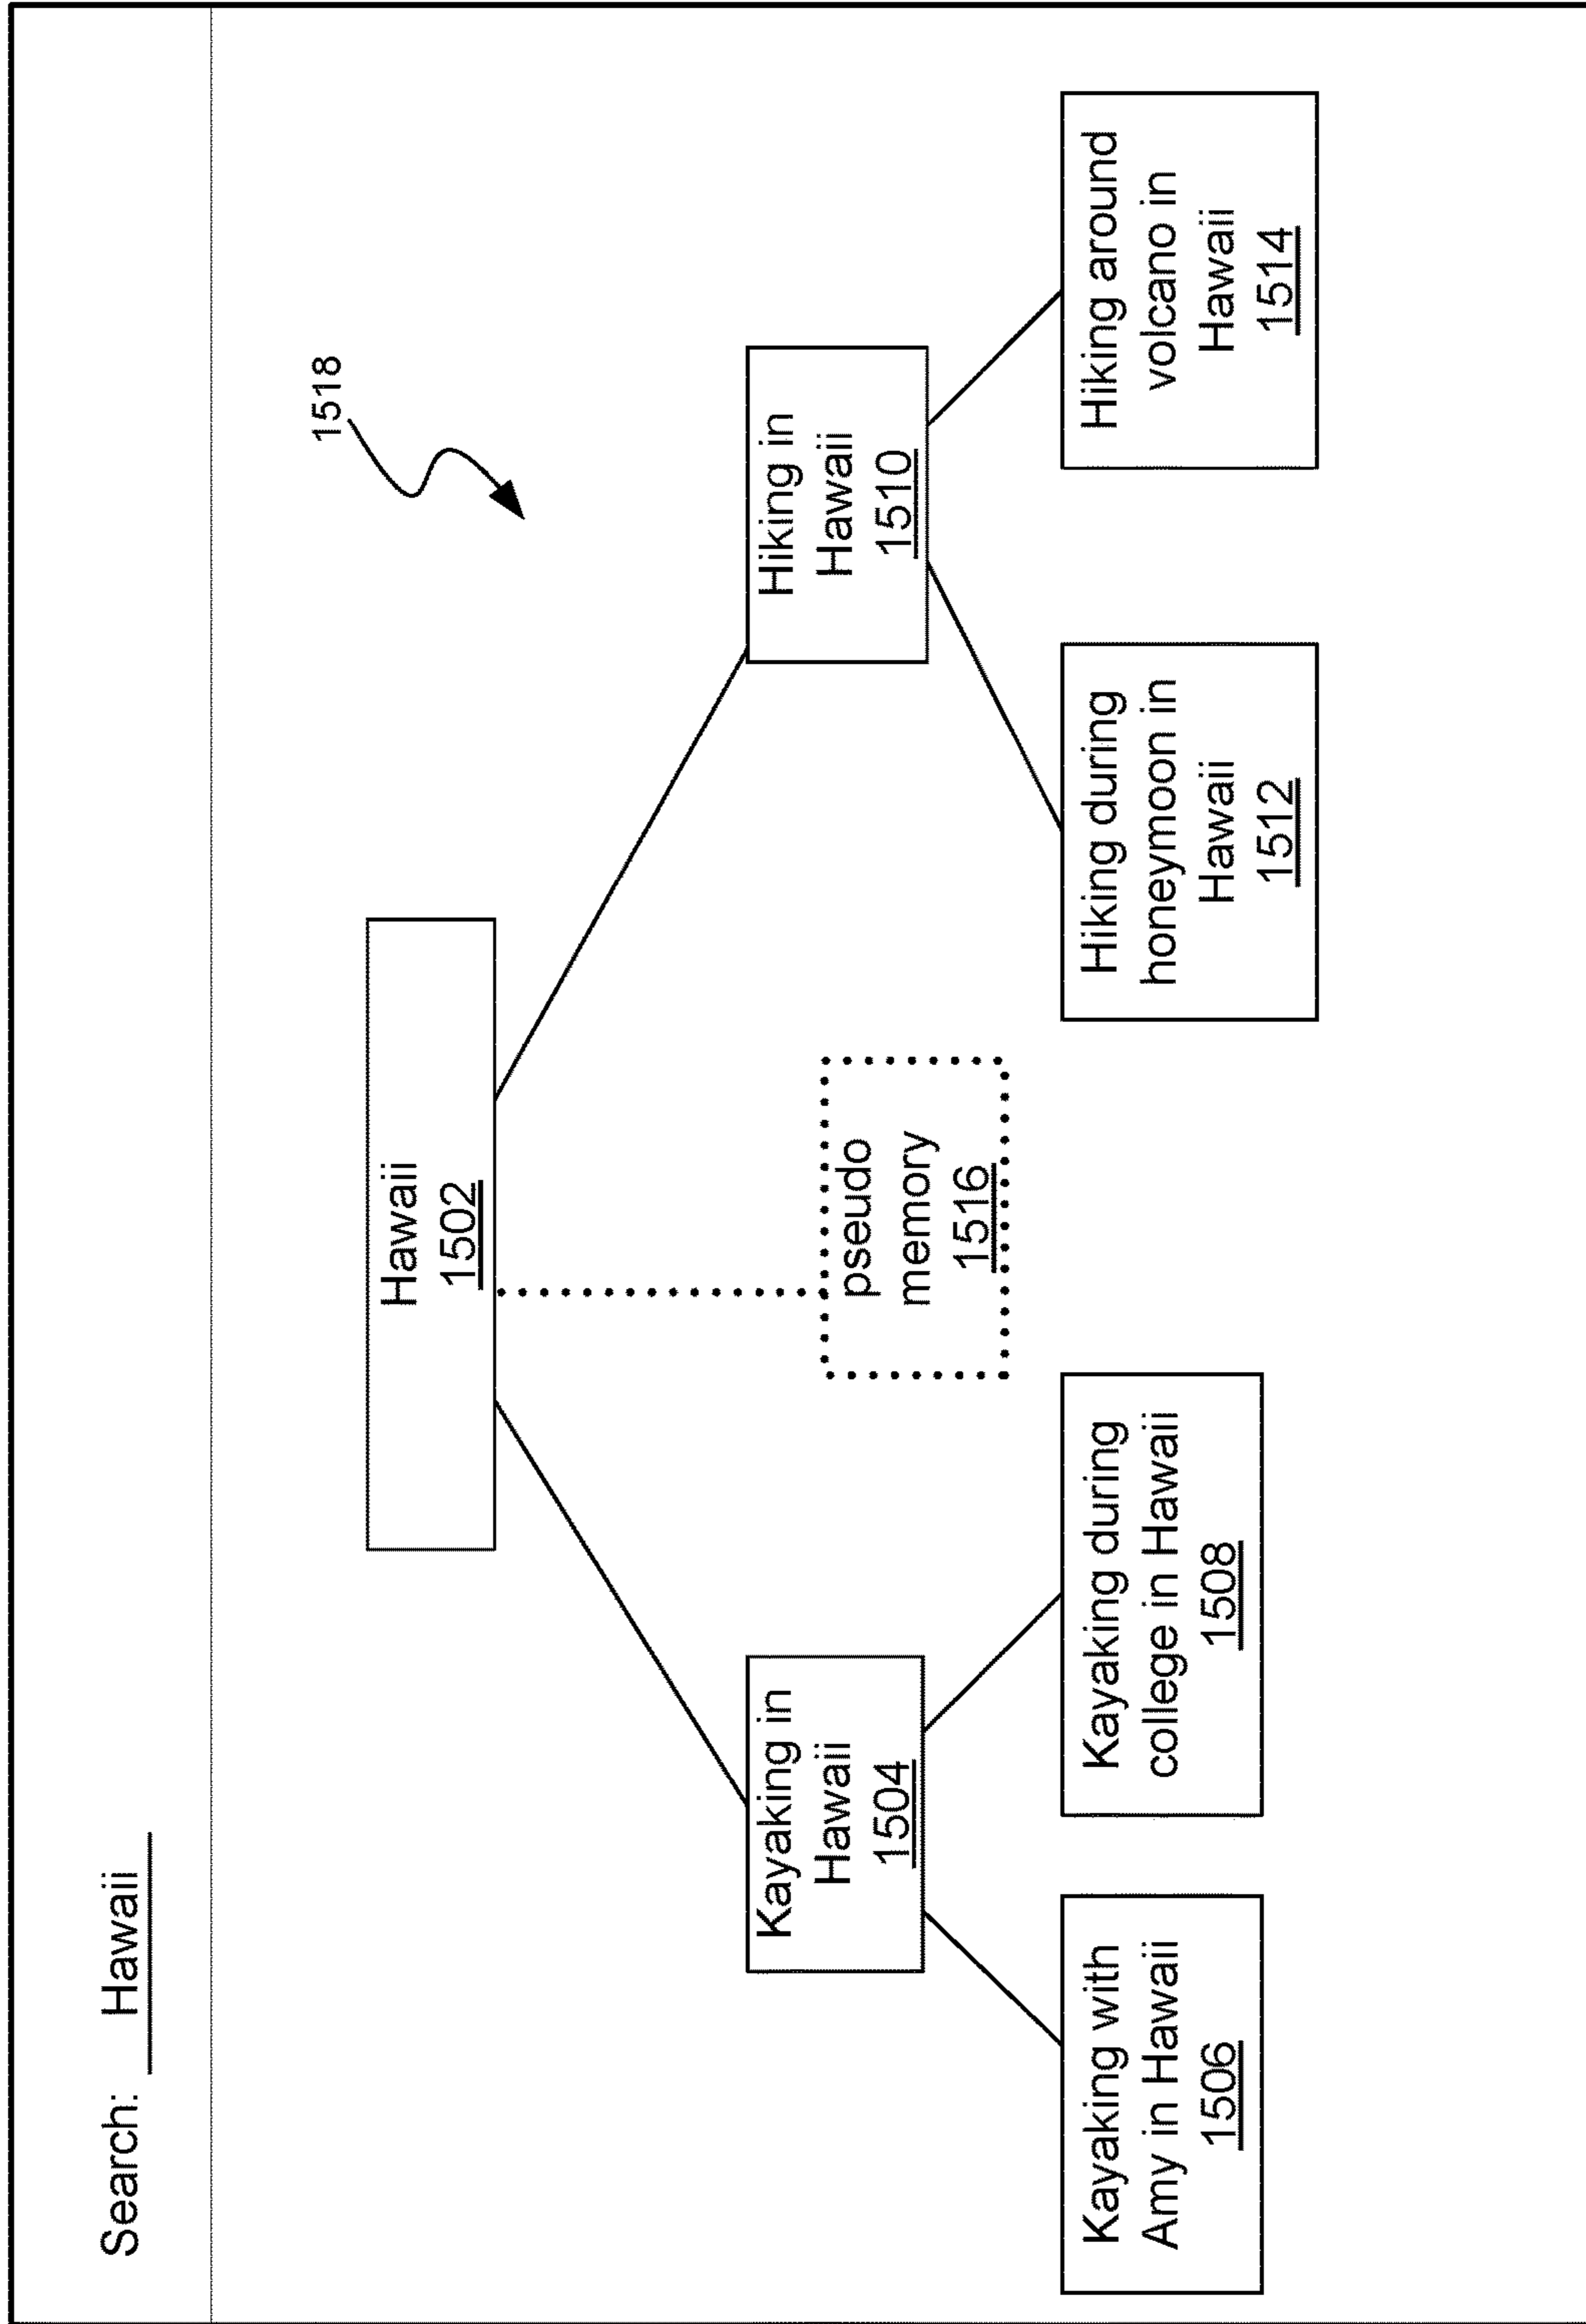 Search: Hawaii
1518
Hawaii
1502
Kayaking in
Hawaii
1504
pseudo
memory
1516
Hiking in
Hawaii
1510
Kayaking with
Amy in Hawaii
1506
Kayaking during
college in Hawaii
1508
Hiking during
honeymoon in
Hawaii
1512
Hiking around
volcano in
Hawaii
1514